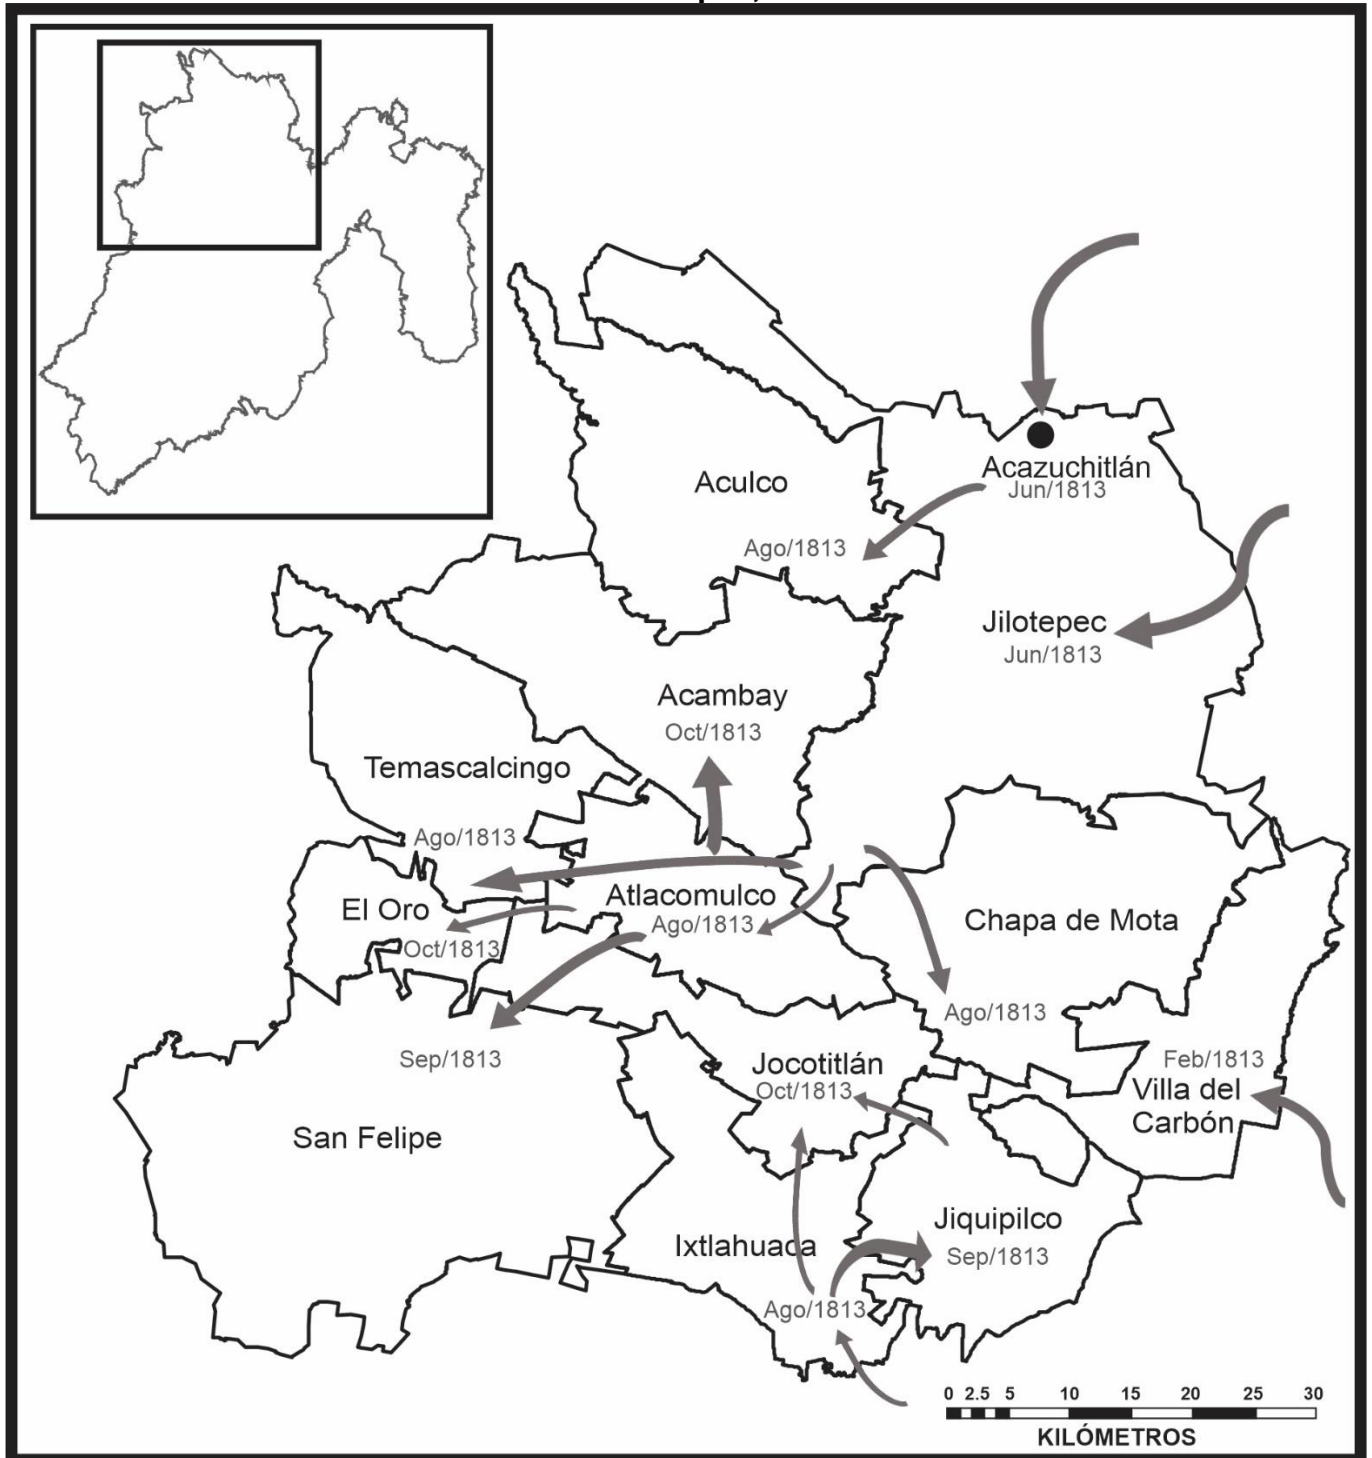 Acazuchitlán
Jun/1813
Aculco
Ago/1813
Jilotepec
Jun/1813
Acambay
Oct/1813
Temascalcingo
Ago/1813
El Oro
Oct/1813
Atlacomulco
Ago/1813
Chapa de Mota
Ago/1813
Sep/1813
San Felipe
Jocotitlán
Oct/1813
Feb/1813
Villa del
Carbón
Jiquipilco
Sep/1813
Ixtlahuaca
Ago/1813
0 2.5 5 10 15 20 25 30
KILÓMETROS